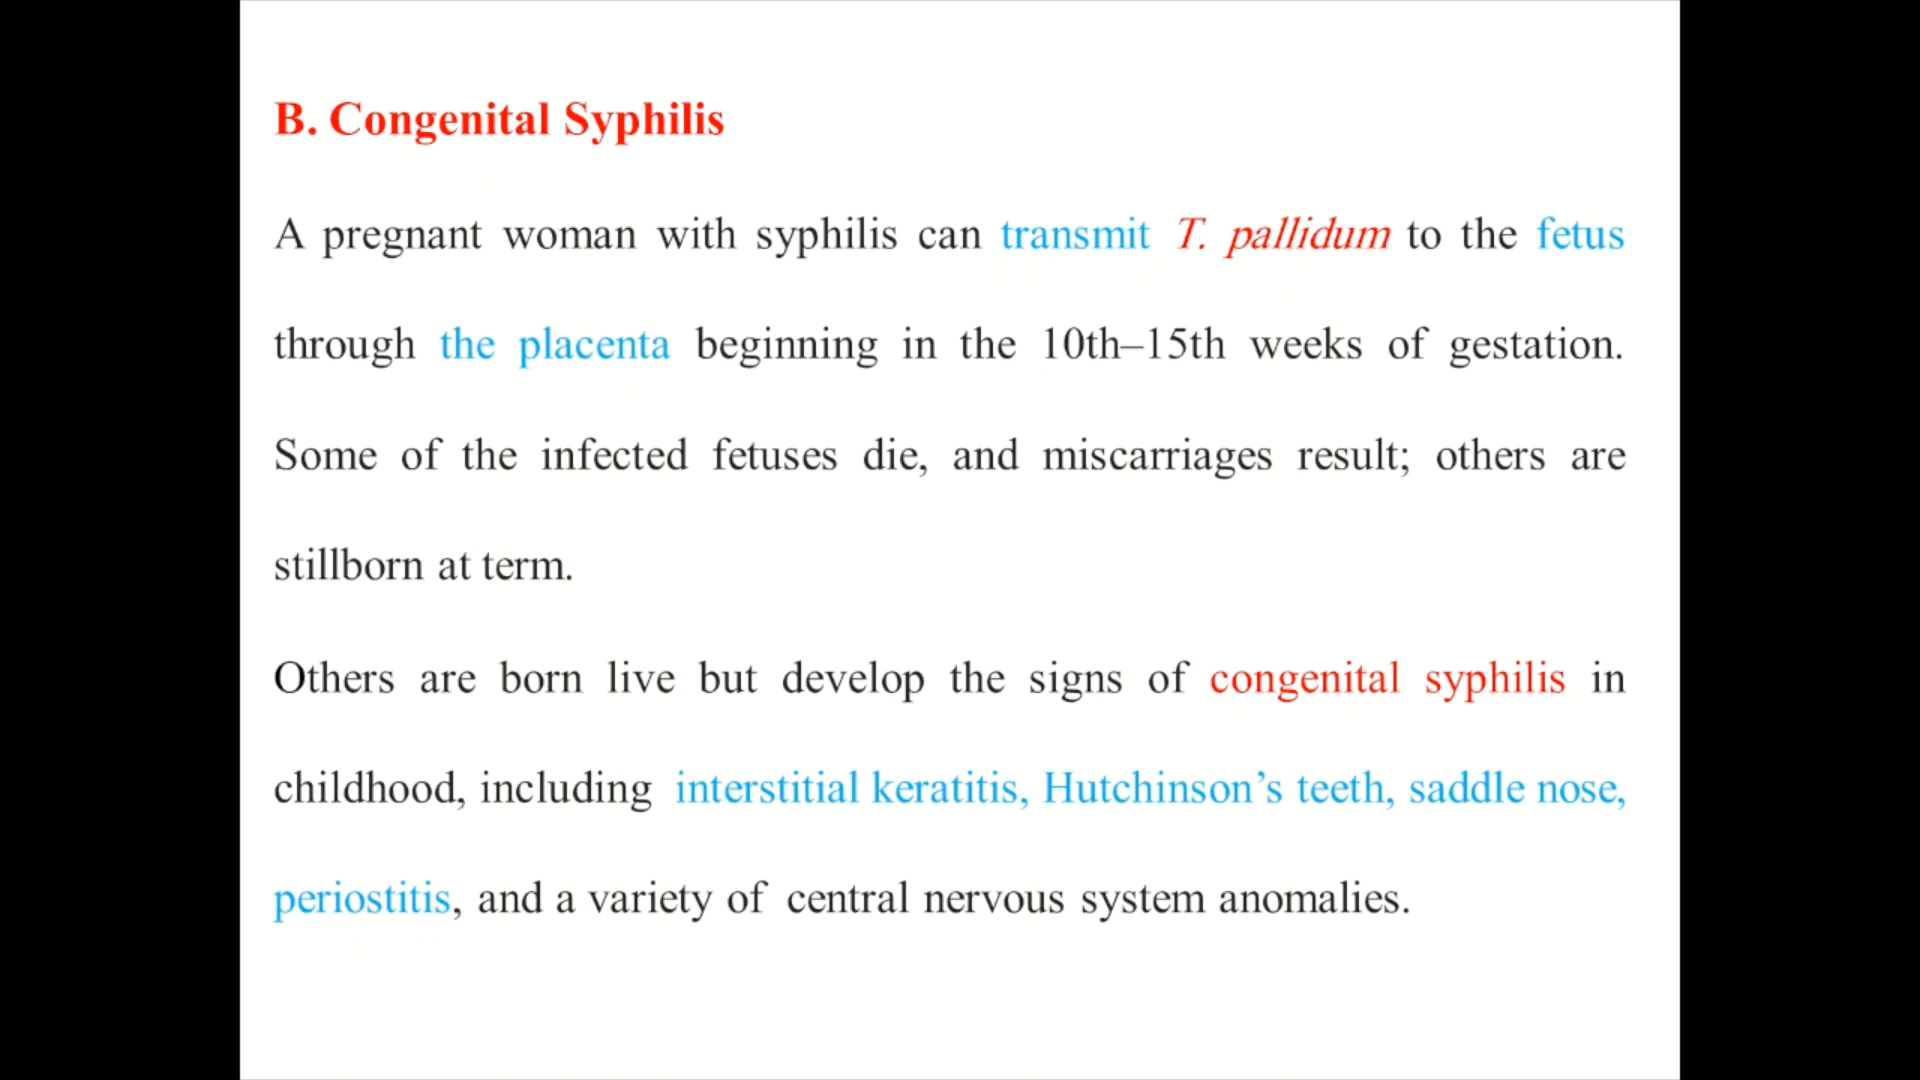 B. Congenital Syphilis
A pregnant woman with syphilis can transmit T. pallidum to the fetus
through the placenta beginning in the 10th–15th weeks of gestation.
Some of the infected fetuses die, and miscarriages result; others are
stillborn at term.
Others are born live but develop the signs of congenital syphilis in
childhood, including interstitial keratitis, Hutchinson’s teeth, saddle nose,
periostitis, and a variety of central nervous system anomalies.